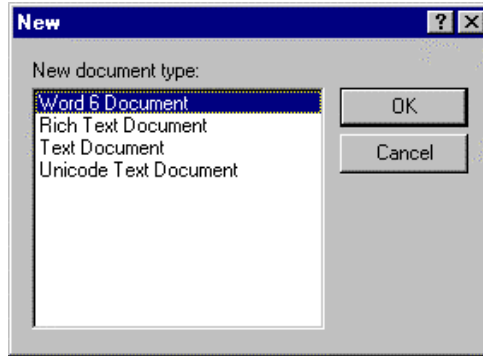 New
New document type:
Word 6 Document
Rich Text Document
Text Document
Unicode Text Document
OK
Cancel